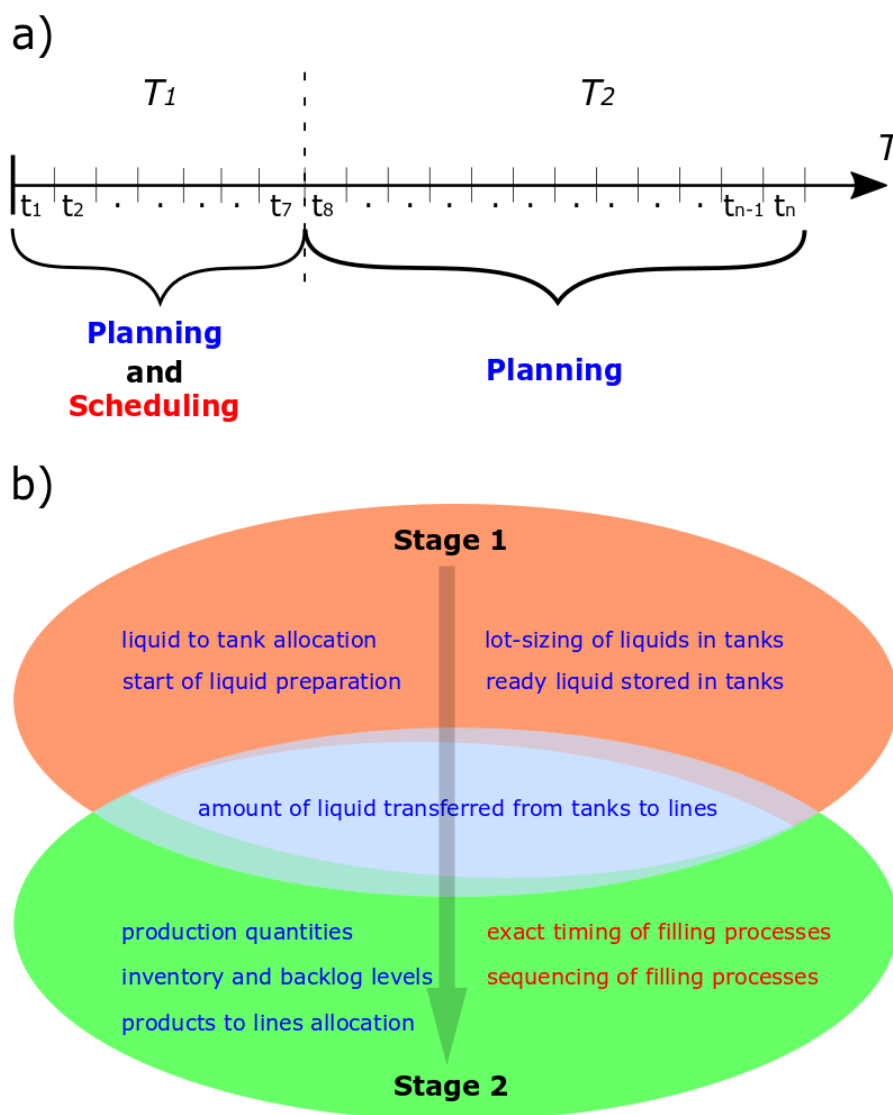 a)
T1 T2
T
t1 t2 . . . . t7 t8 . . . . . . . . . tn-1 tn
Planning
and
Scheduling
Planning
b)
Stage 1
liquid to tank allocation
lot-sizing of liquids in tanks
start of liquid preparation
ready liquid stored in tanks
amount of liquid transferred from tanks to lines
production quantities
exact timing of filling processes
inventory and backlog levels
sequencing of filling processes
products to lines allocation
Stage 2